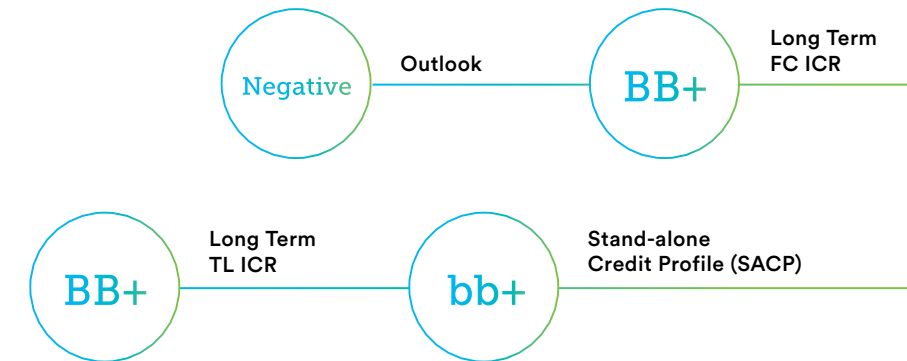 Negative
Outlook
BB+
Long Term
FC ICR
BB+
Long Term
TL ICR
bb+
Stand-alone
Credit Profile (SACP)